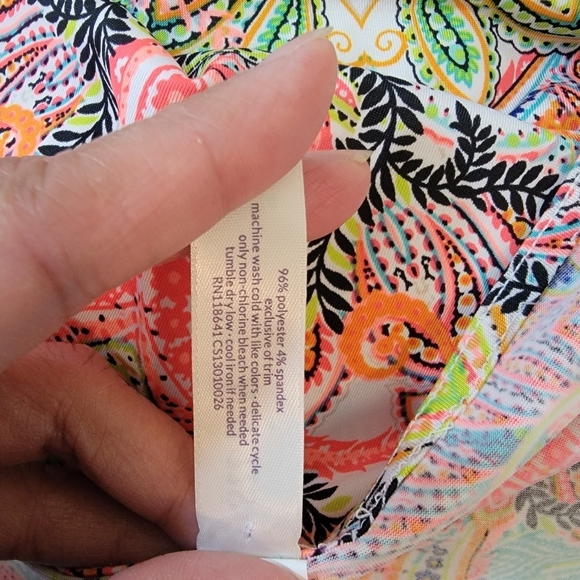 96% polyester 4% spandex
exclusive of trim
machine wash cold with like colors • delicate cycle
only non-chlorine bleach when needed
tumble dry low • cool iron if needed
RN118641 CS13010026